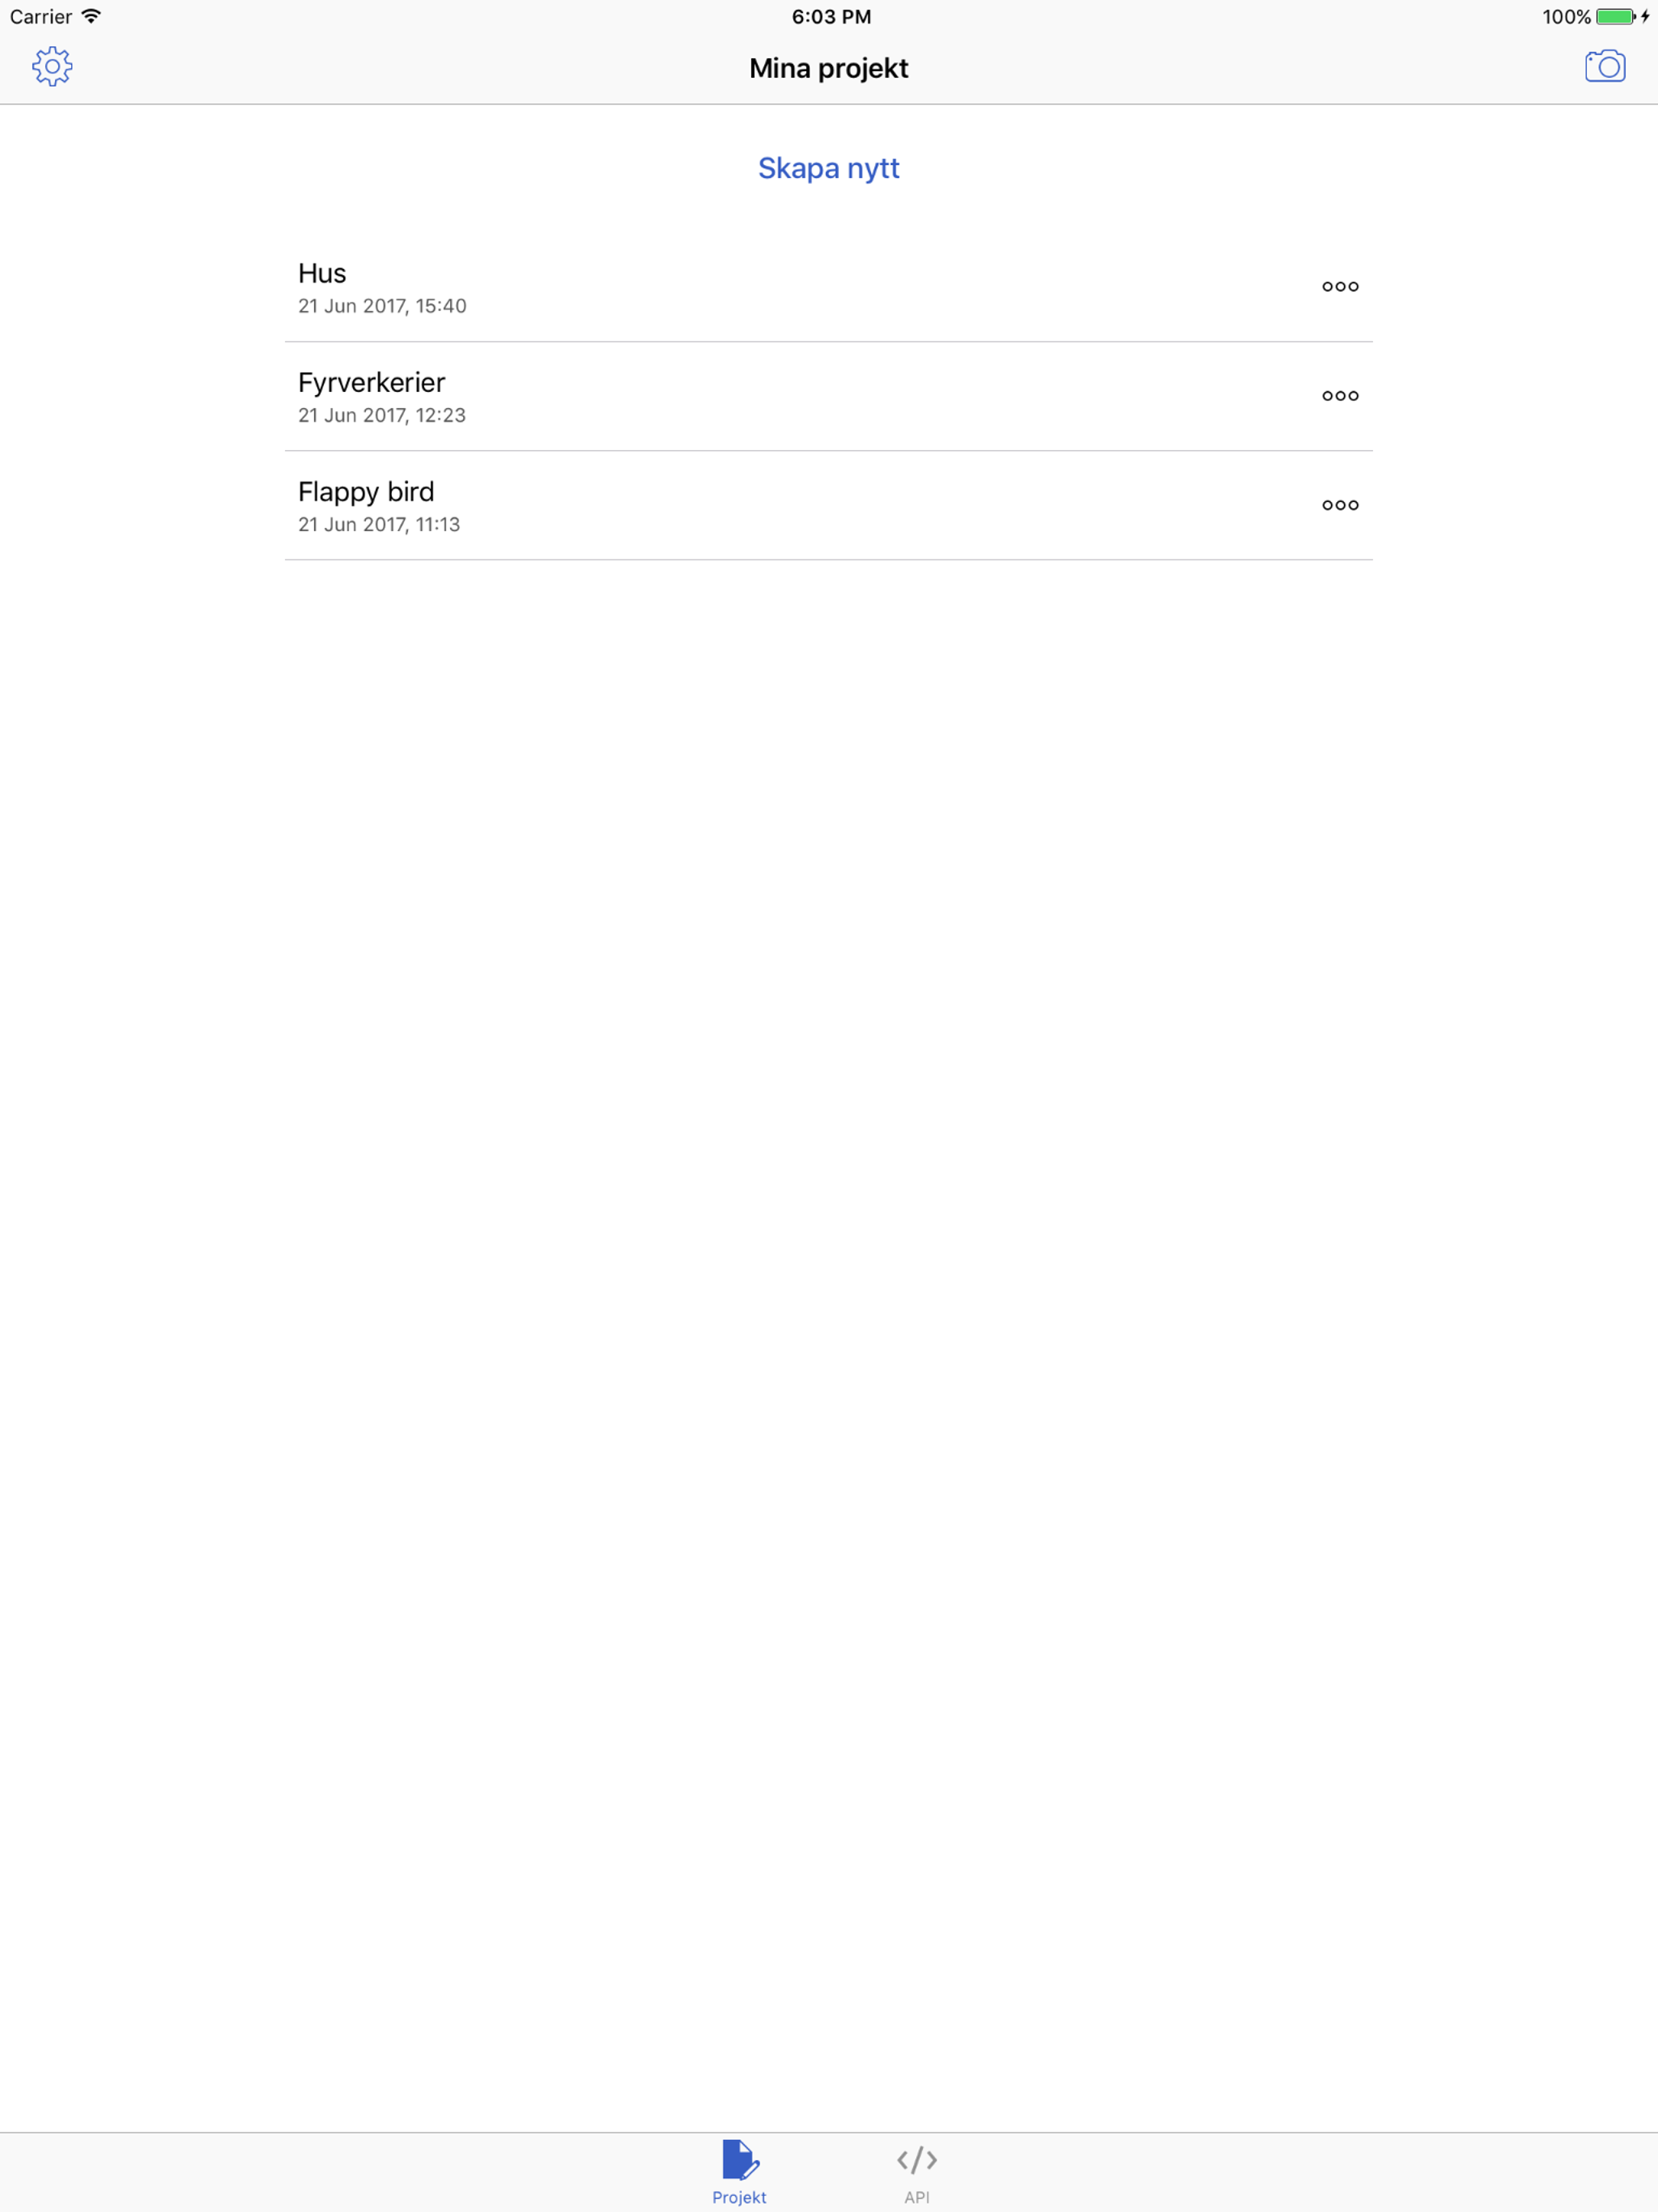 Carrier
6:03 PM
100%
Mina projekt
Skapa nytt
Hus
21 Jun 2017, 15:40
Fyrverkerier
21 Jun 2017, 12:23
Flappy bird
21 Jun 2017, 11:13
Projekt
API